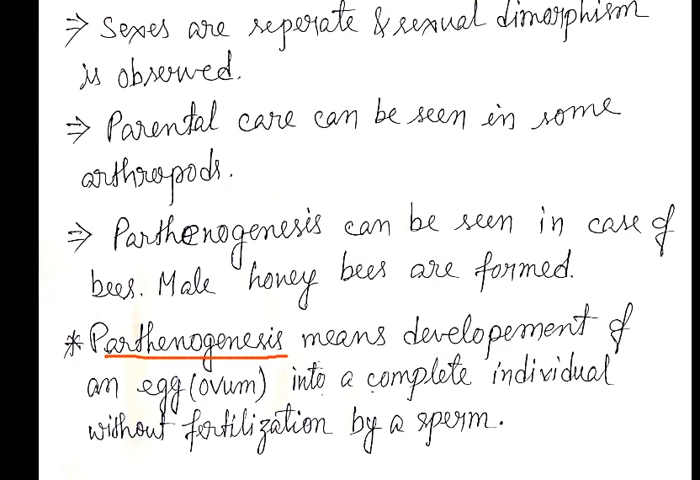 ⇒ Sexes are seperate & sexual dimorphism
is observed.
⇒ Parental care can be seen in some
arthropods.
⇒ Parthenogenesis can be seen in case of
bees. Male honey bees are formed.
* Parthenogenesis means developement of
an egg (ovum) into a complete individual
without fertilization by a sperm.